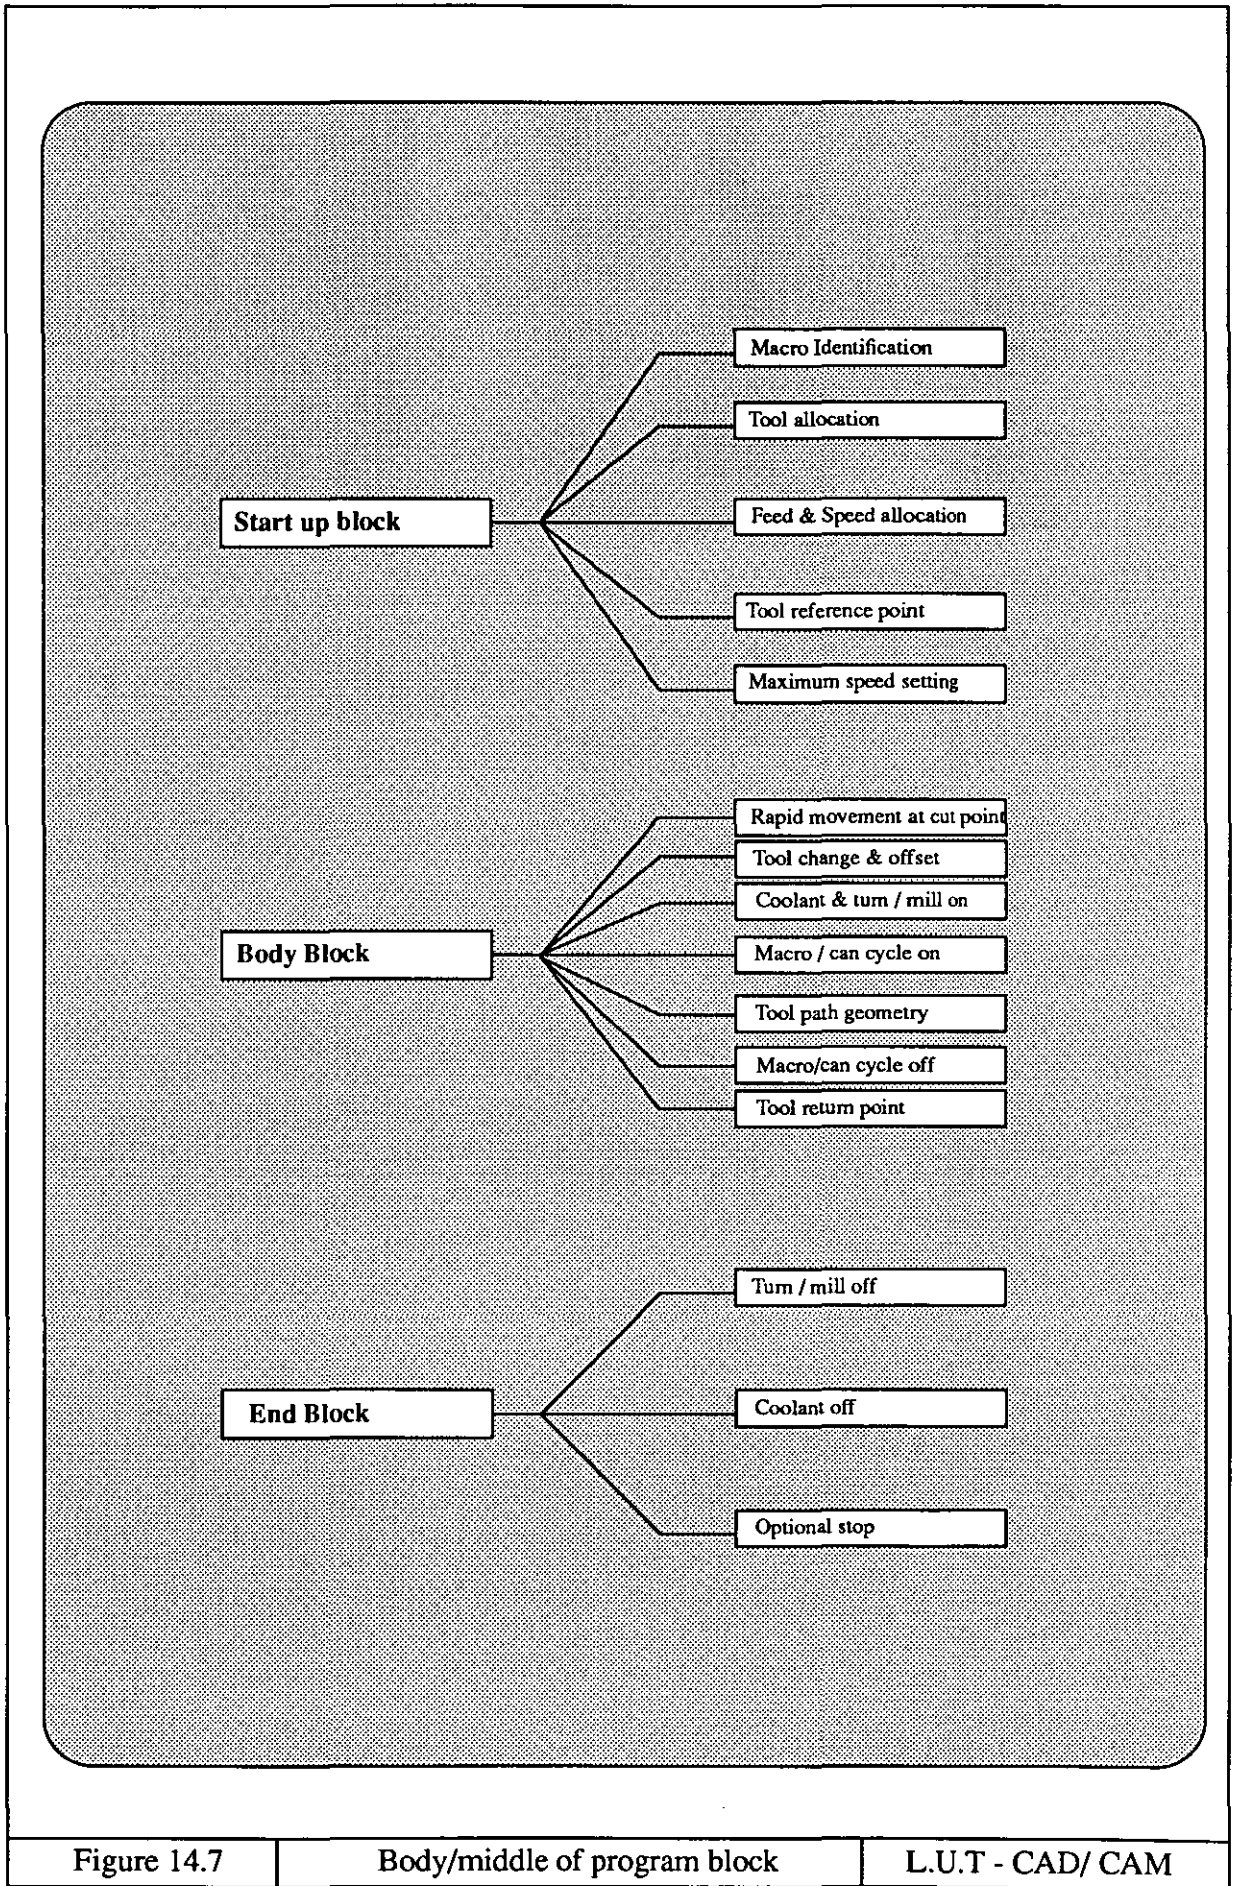 Macro Identification
Tool allocation
Start up block
Feed & Speed allocation
Tool reference point
Maximum speed setting
Rapid movement at cut point
Tool change & offset
Coolant & turn / mill on
Body Block
Macro / can cycle on
Tool path geometry
Macro/can cycle off
Tool return point
Turn / mill off
End Block
Coolant off
Optional stop
Figure 14.7
Body/middle of program block
L.U.T - CAD/ CAM